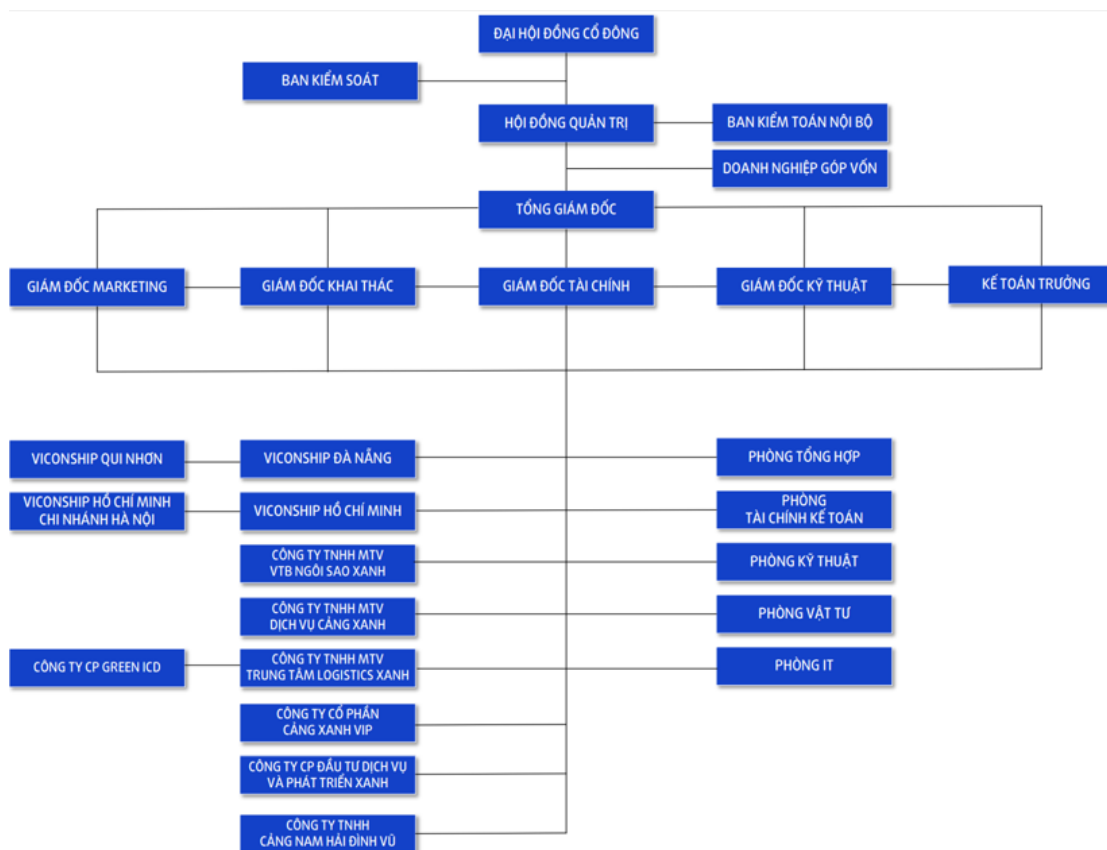 ĐẠI HỘI ĐỒNG CỔ ĐÔNG
BAN KIỂM SOÁT
HỘI ĐỒNG QUẢN TRỊ
BAN KIỂM TOÁN NỘI BỘ
DOANH NGHIỆP GÓP VỐN
TỔNG GIÁM ĐỐC
GIÁM ĐỐC MARKETING
GIÁM ĐỐC KHAI THÁC
GIÁM ĐỐC TÀI CHÍNH
GIÁM ĐỐC KỸ THUẬT
KẾ TOÁN TRƯỞNG
VICONSHIP QUI NHƠN
VICONSHIP ĐÀ NẴNG
PHÒNG TỔNG HỢP
VICONSHIP HỒ CHÍ MINH
CHI NHÁNH HÀ NỘI
VICONSHIP HỒ CHÍ MINH
PHÒNG
TÀI CHÍNH KẾ TOÁN
CÔNG TY TNHH MTV
VTB NGÔI SAO XANH
PHÒNG KỸ THUẬT
CÔNG TY TNHH MTV
DỊCH VỤ CẢNG XANH
PHÒNG VẬT TƯ
CÔNG TY CP GREEN ICD
CÔNG TY TNHH MTV
TRUNG TÂM LOGISTICS XANH
PHÒNG IT
CÔNG TY CỔ PHẦN
CẢNG XANH VIP
CÔNG TY CP ĐẦU TƯ DỊCH VỤ
VÀ PHÁT TRIỂN XANH
CÔNG TY TNHH
CẢNG NAM HẢI ĐÌNH VŨ